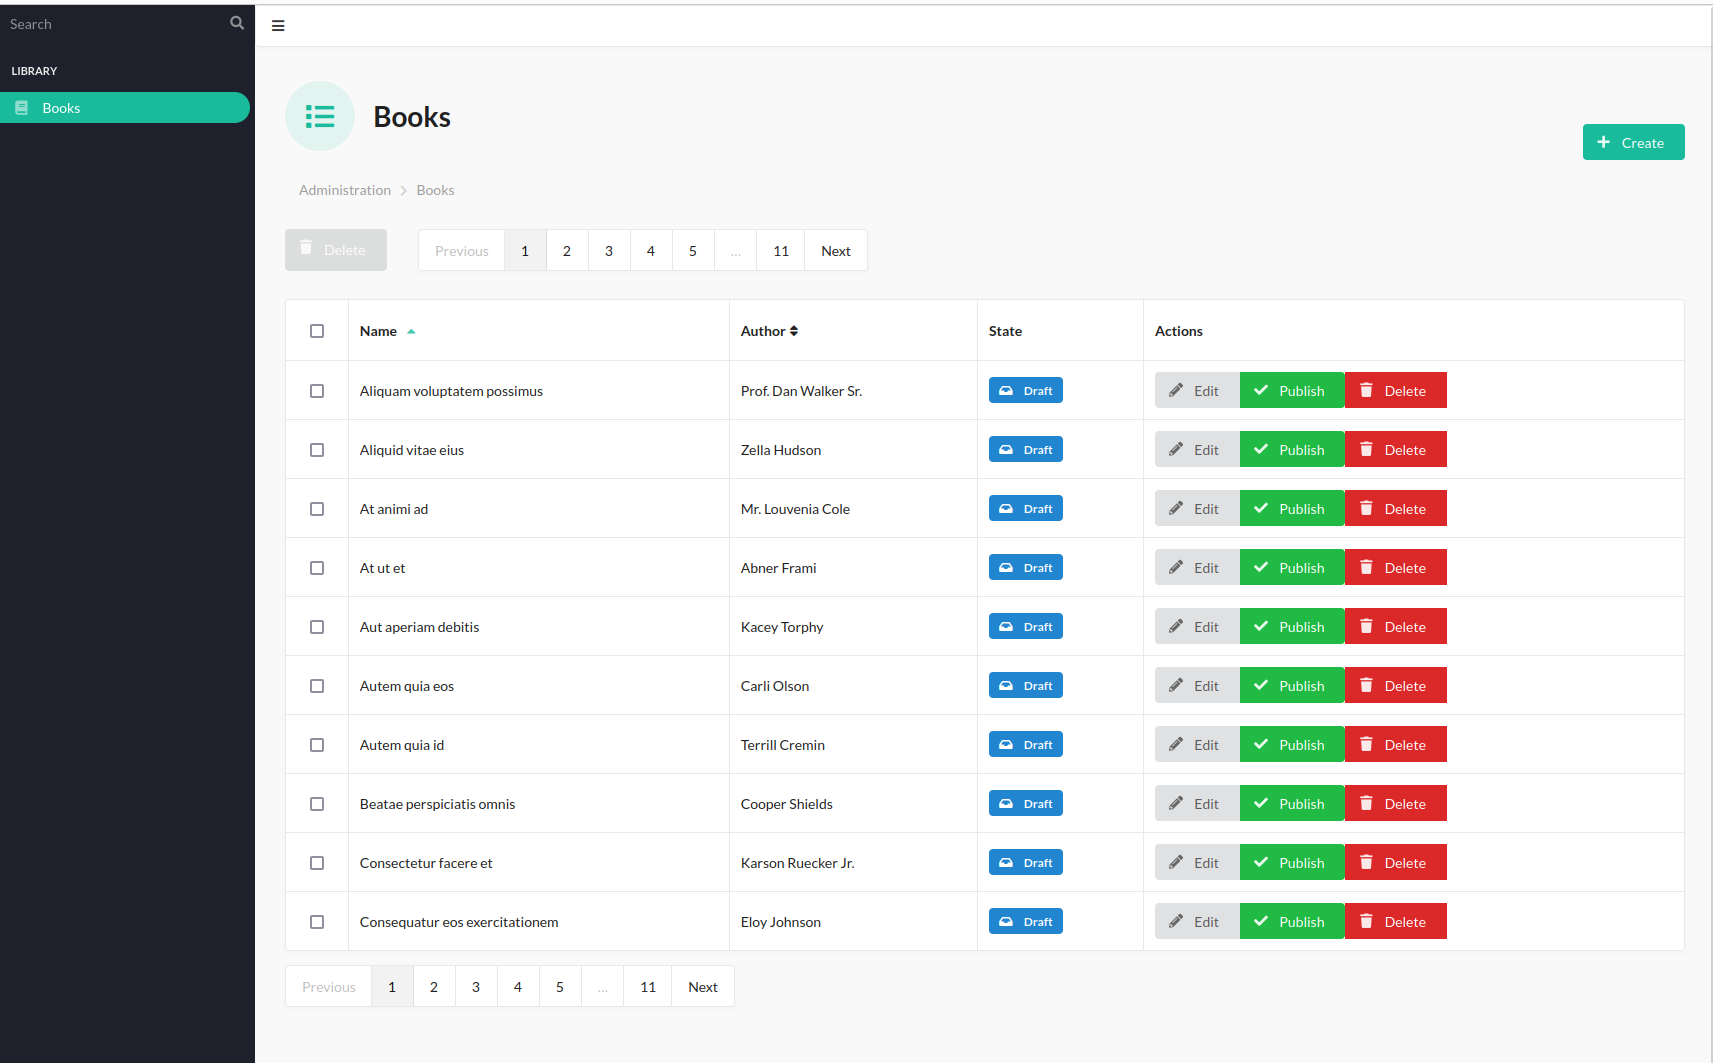 Search
LIBRARY
Books
Books
Create
Administration Books
Delete Previous 1 2 3 4 5 ... 11 Next
Name Author State Actions
Aliquam voluptatem possimus Prof. Dan Walker Sr. Draft Edit Publish Delete
Aliquid vitae eius Zella Hudson Draft Edit Publish Delete
At animi ad Mr. Louvenia Cole Draft Edit Publish Delete
At ut et Abner Frami Draft Edit Publish Delete
Aut aperiam debitis Kacey Torphy Draft Edit Publish Delete
Autem quia eos Carli Olson Draft Edit Publish Delete
Autem quia id Terrill Cremin Draft Edit Publish Delete
Beatae perspiciatis omnis Cooper Shields Draft Edit Publish Delete
Consectetur facere et Karson Ruecker Jr. Draft Edit Publish Delete
Consequatur eos exercitationem Eloy Johnson Draft Edit Publish Delete
Previous 1 2 3 4 5 ... 11 Next